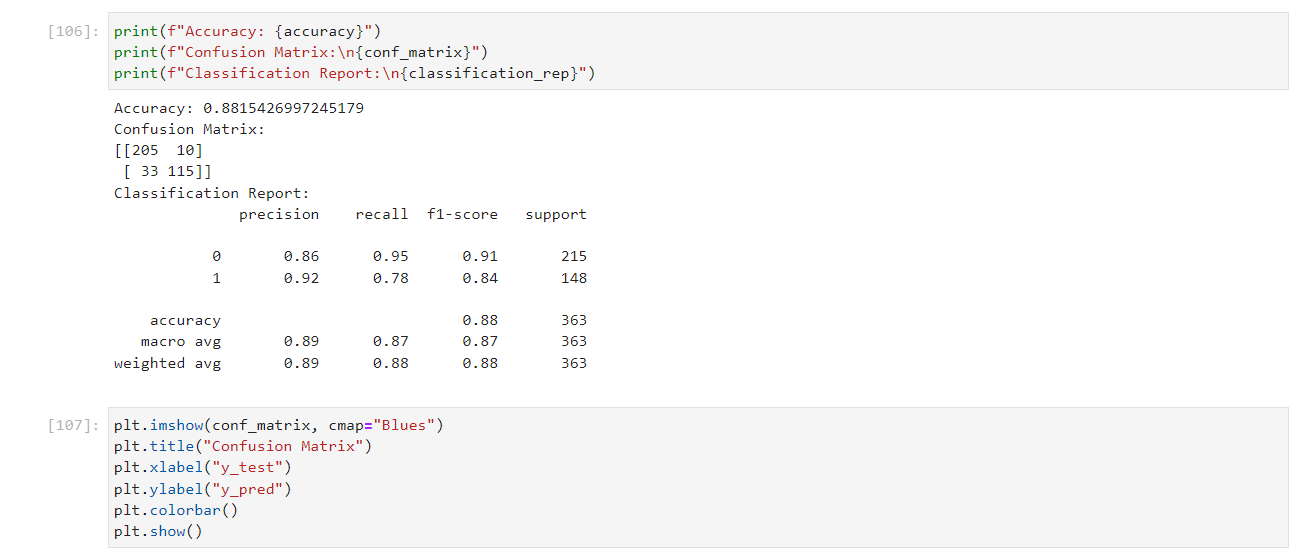 [106]: print(f"Accuracy: {accuracy}")
print(f"Confusion Matrix:\n{conf_matrix}")
print(f"Classification Report:\n{classification_rep}")
Accuracy: 0.8815426997245179
Confusion Matrix:
[[205  10]
 [ 33 115]]
Classification Report:
              precision    recall  f1-score   support

           0       0.86      0.95      0.91       215
           1       0.92      0.78      0.84       148

    accuracy                           0.88       363
   macro avg       0.89      0.87      0.87       363
weighted avg       0.89      0.88      0.88       363

[107]: plt.imshow(conf_matrix, cmap="Blues")
plt.title("Confusion Matrix")
plt.xlabel("y_test")
plt.ylabel("y_pred")
plt.colorbar()
plt.show()